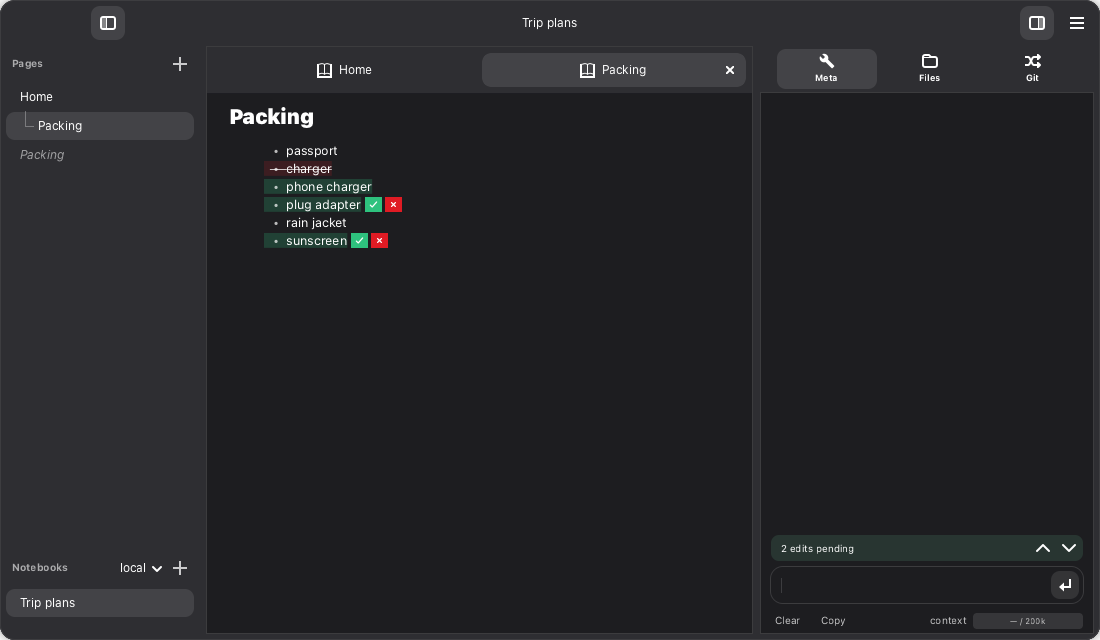 Trip plans
Pages
Home
Packing
Packing
Notebooks
local
Trip plans
Home
Packing
Packing
passport
charger
phone charger
plug adapter
rain jacket
sunscreen
Meta
Files
Git
2 edits pending
Clear
Copy
context
— / 200k